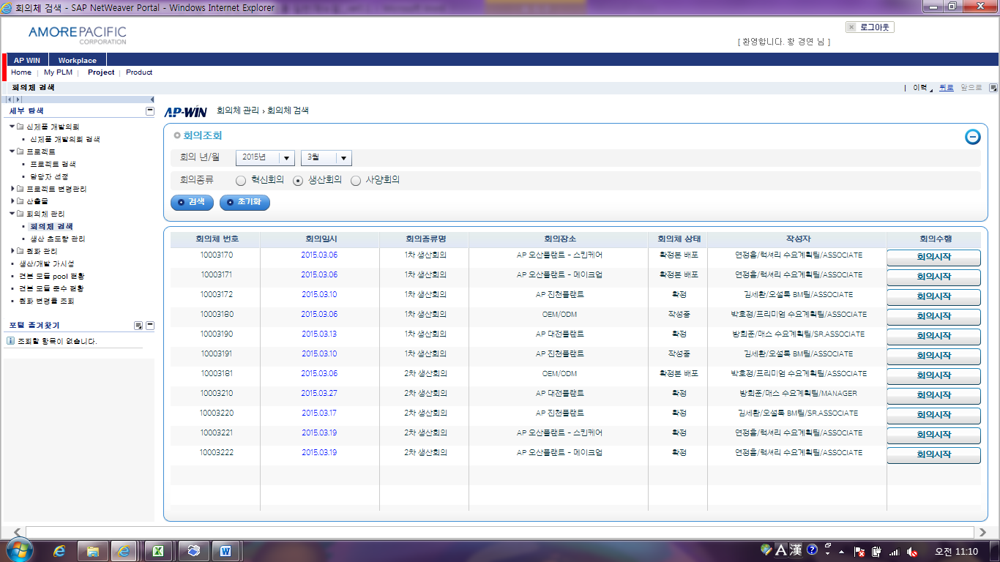 회의체 검색 - SAP NetWeaver Portal - Windows Internet Explorer
AMOREPACIFIC
CORPORATION
로그아웃
[ 환영합니다. 황 경연 님 ]
AP WIN Workplace
Home | My PLM | Project | Product
회의체 검색
| 이력 뒤로 앞으로
세부 탐색
신제품 개발의뢰
신제품 개발의뢰 검색
프로젝트
프로젝트 검색
담당자 선정
프로젝트 변경관리
산출물
회의체 관리
회의체 검색
생산 초도량 관리
원화 관리
생산/개발 가시성
견본 모듈 pool 현황
견본 모듈 준수 현황
원화 변경률 조회
포털 즐겨찾기
조회할 항목이 없습니다.
AP-WIN 회의체 관리 › 회의체 검색
회의조회
회의 년/월 2015년 3월
회의종류 혁신회의 생산회의 사양회의
검색 초기화
회의체 번호 회의일시 회의종류명 회의장소 회의체 상태 작성자 회의수행
10003170 2015.03.06 1차 생산회의 AP 오산플랜트 - 스킨케어 확정본 배포 연정흠/럭셔리 수요계획팀/ASSOCIATE 회의시작
10003171 2015.03.06 1차 생산회의 AP 오산플랜트 - 메이크업 확정본 배포 연정흠/럭셔리 수요계획팀/ASSOCIATE 회의시작
10003172 2015.03.10 1차 생산회의 AP 진천플랜트 확정 김세환/오설록 BM팀/ASSOCIATE 회의시작
10003180 2015.03.06 1차 생산회의 OEM/ODM 작성중 박호정/프리미엄 수요계획팀/ASSOCIATE 회의시작
10003190 2015.03.13 1차 생산회의 AP 대전플랜트 확정 방희준/매스 수요계획팀/SR.ASSOCIATE 회의시작
10003191 2015.03.10 1차 생산회의 AP 진천플랜트 작성중 김세환/오설록 BM팀/ASSOCIATE 회의시작
10003181 2015.03.06 2차 생산회의 OEM/ODM 확정본 배포 박호정/프리미엄 수요계획팀/ASSOCIATE 회의시작
10003210 2015.03.27 2차 생산회의 AP 대전플랜트 확정 방희준/매스 수요계획팀/MANAGER 회의시작
10003220 2015.03.17 2차 생산회의 AP 진천플랜트 확정 김세환/오설록 BM팀/SR.ASSOCIATE 회의시작
10003221 2015.03.19 2차 생산회의 AP 오산플랜트 - 스킨케어 확정 연정흠/럭셔리 수요계획팀/ASSOCIATE 회의시작
10003222 2015.03.19 2차 생산회의 AP 오산플랜트 - 메이크업 확정 연정흠/럭셔리 수요계획팀/ASSOCIATE 회의시작
A 漢 오전 11:10